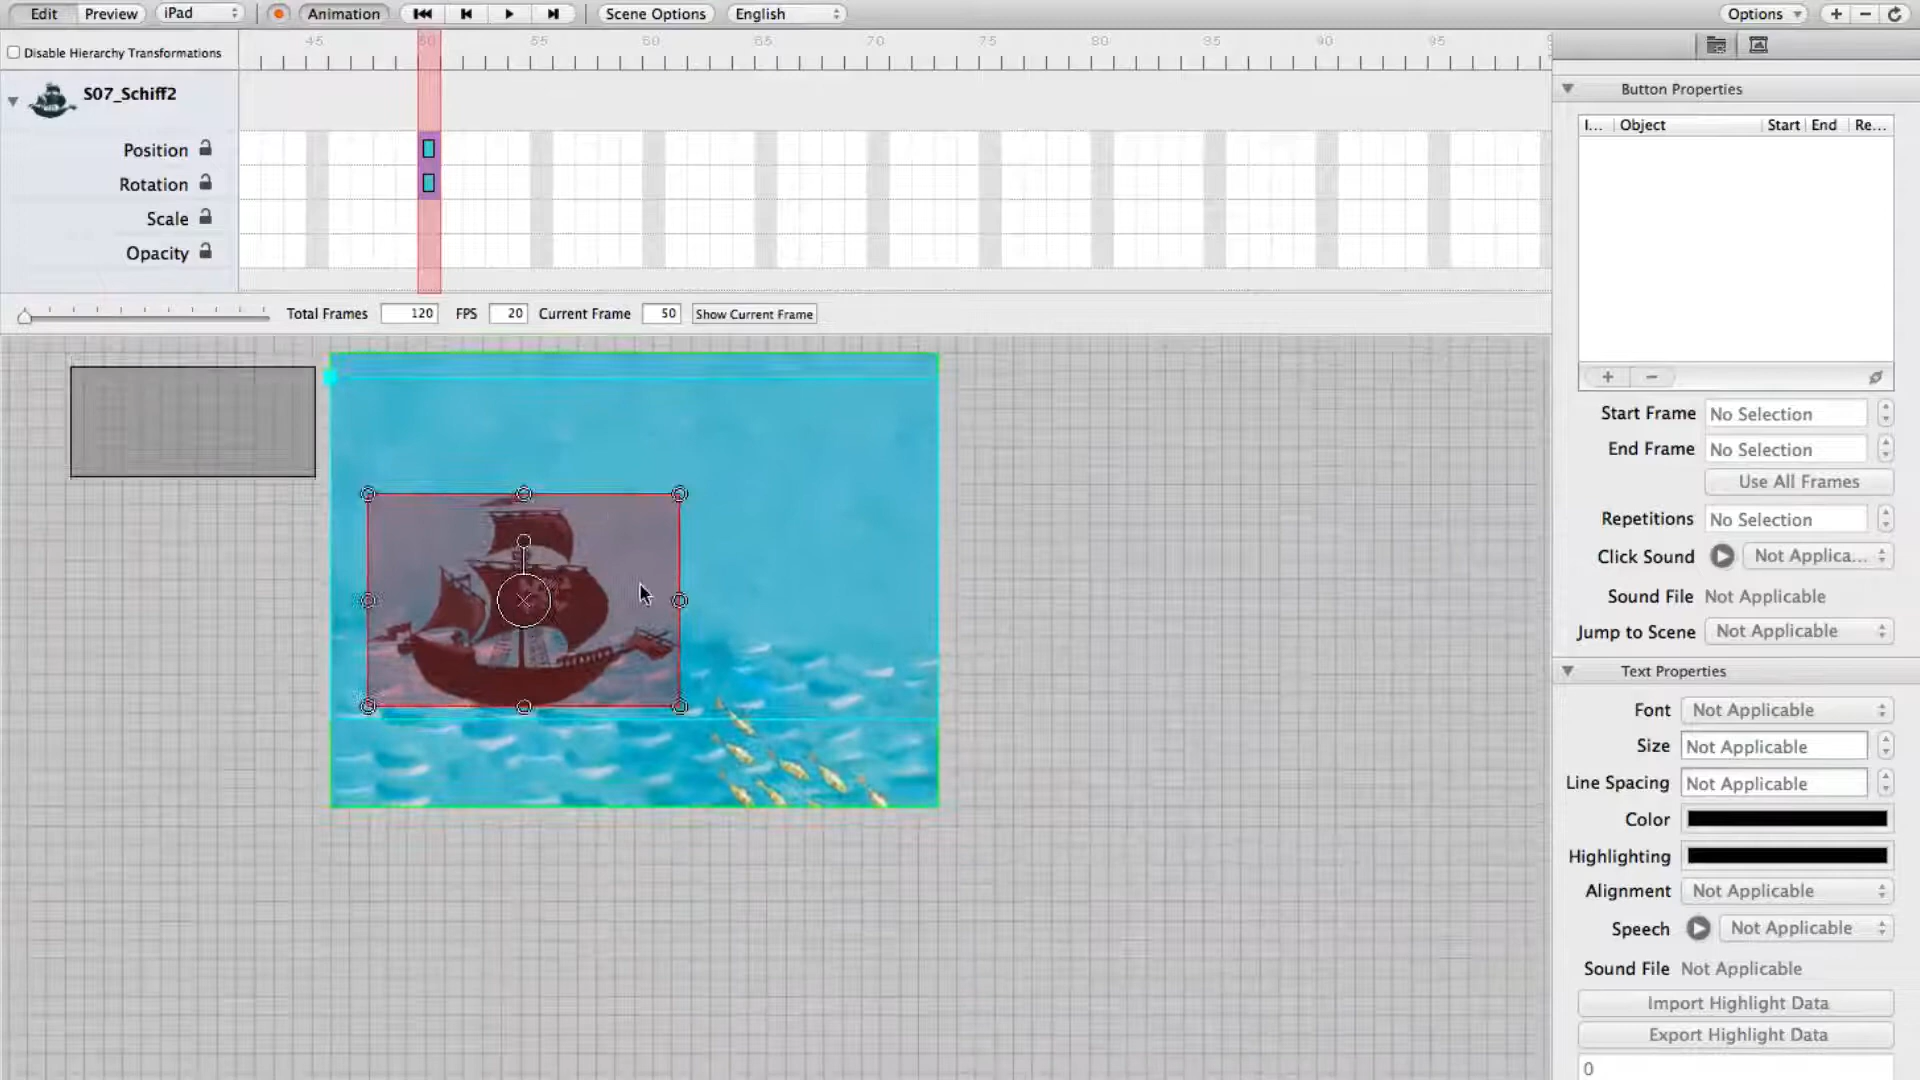 Edit Preview iPad Animation Scene Options English Options
Disable Hierarchy Transformations
45 50 55 60 65 70 75 80 85 90 95
S07_Schiff2
Position
Rotation
Scale
Opacity
Total Frames 120 FPS 20 Current Frame 50 Show Current Frame
Button Properties
I... Object Start End Re...
Start Frame No Selection
End Frame No Selection
Use All Frames
Repetitions No Selection
Click Sound Not Applica...
Sound File Not Applicable
Jump to Scene Not Applicable
Text Properties
Font Not Applicable
Size Not Applicable
Line Spacing Not Applicable
Color
Highlighting
Alignment Not Applicable
Speech Not Applicable
Sound File Not Applicable
Import Highlight Data
Export Highlight Data
0